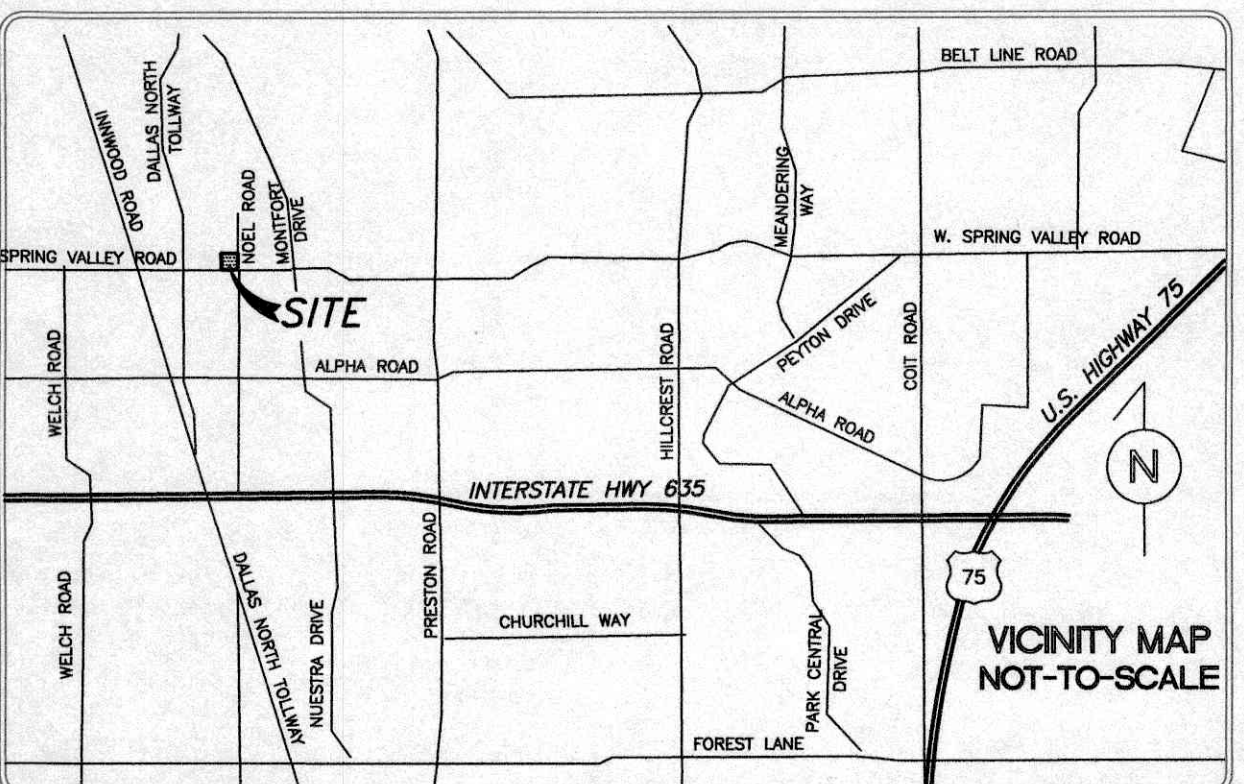 BELT LINE ROAD
DALLAS NORTH
TOLLWAY
INNWOOD ROAD
NOEL ROAD
MONTFORT
DRIVE
MEANDERING
WAY
W. SPRING VALLEY ROAD
SPRING VALLEY ROAD
SITE
WELCH ROAD
ALPHA ROAD
HILLCREST ROAD
PEYTON DRIVE
ALPHA ROAD
COIT ROAD
U.S. HIGHWAY 75
N
INTERSTATE HWY 635
WELCH ROAD
DALLAS NORTH TOLLWAY
NUESTRA DRIVE
PRESTON ROAD
CHURCHILL WAY
PARK CENTRAL
DRIVE
75
VICINITY MAP
NOT-TO-SCALE
FOREST LANE